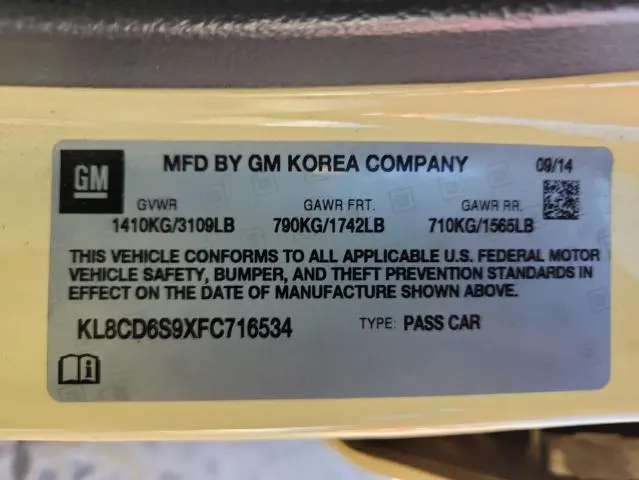 GM
MFD BY GM KOREA COMPANY 09/14
GVWR GAWR FRT. GAWR RR.
1410KG/3109LB 790KG/1742LB 710KG/1565LB
THIS VEHICLE CONFORMS TO ALL APPLICABLE U.S. FEDERAL MOTOR
VEHICLE SAFETY, BUMPER, AND THEFT PREVENTION STANDARDS IN
EFFECT ON THE DATE OF MANUFACTURE SHOWN ABOVE.
KL8CD6S9XFC716534 TYPE: PASS CAR